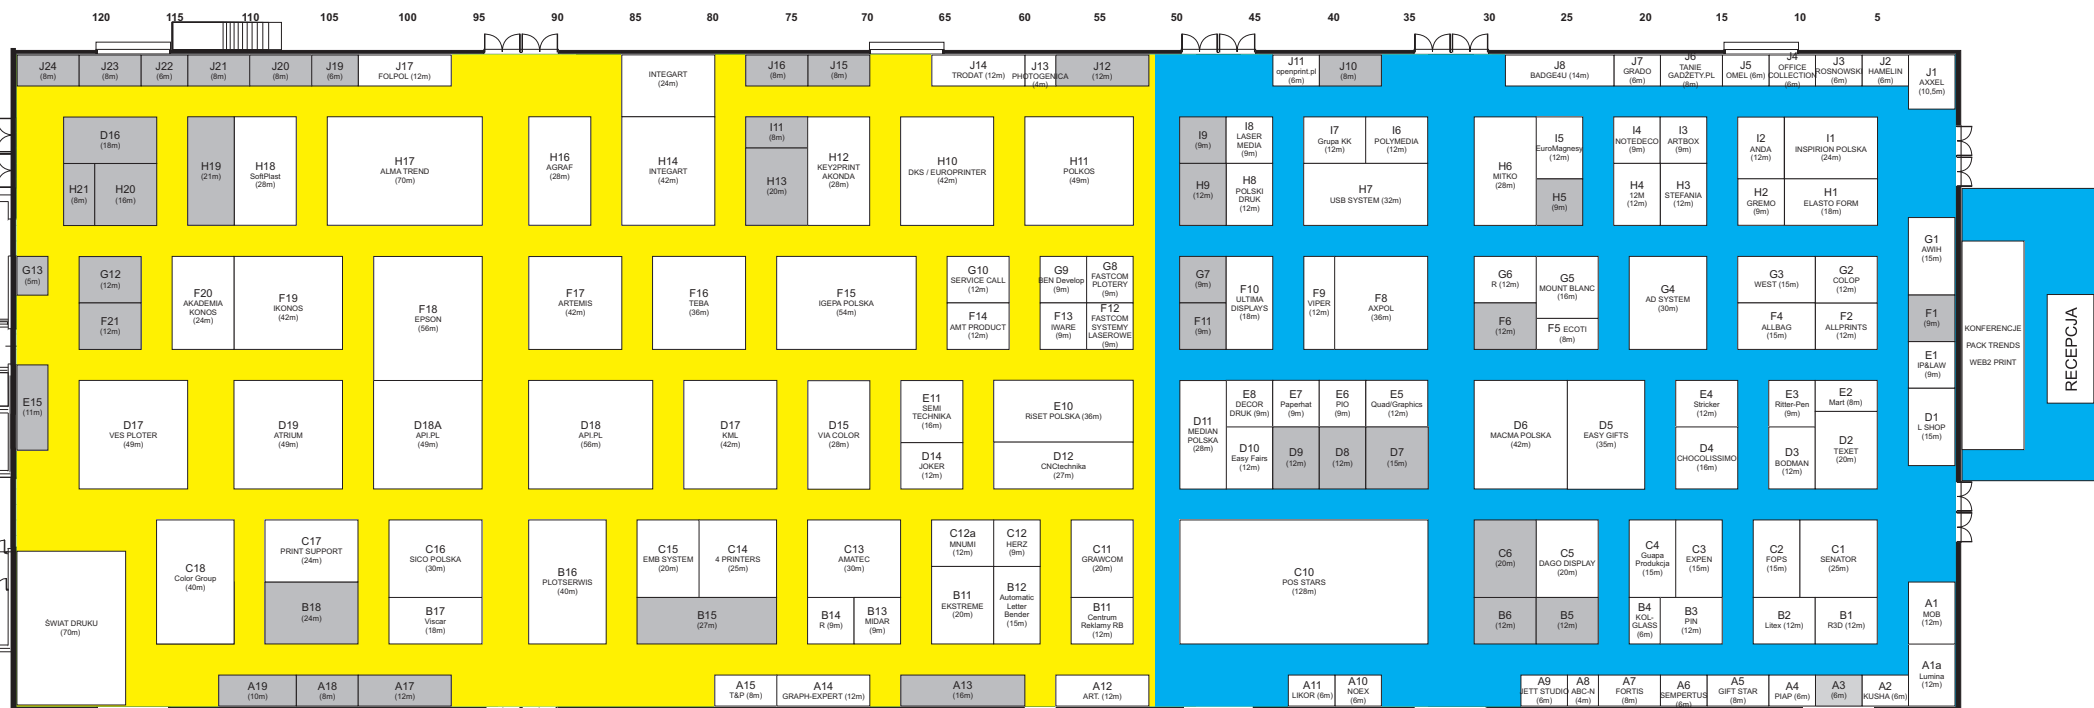 120 115 110 105 100 95 90 85 80 75 70 65 60 55 50 45 40 35 30 25 20 15 10 5
J24
(8m)
J23
(8m)
J22
(6m)
J21
(8m)
J20
(8m)
J19
(6m)
J17
FOLPOL (12m)
INTEGART
(24m)
J16
(8m)
J15
(8m)
J14
TRODAT (12m)
J13
PHOTOGENICA
(4m)
J12
(12m)
J11
openprint.pl
(6m)
J10
(8m)
J8
BADGE4U (14m)
J7
GRADO
(6m)
J6
TANIE
GADŻETY.PL
(8m)
J5
OMEL (6m)
J4
OFFICE
COLLECTION
(6m)
J3
ROSNOWSKI
(6m)
J2
HAMELIN
(6m)
J1
AXXEL
(10,5m)
D16
(18m)
H21
(8m)
H20
(16m)
H19
(21m)
H18
SoftPlast
(28m)
H17
ALMA TREND
(70m)
H16
AGRAF
(28m)
H14
INTEGART
(42m)
I11
(8m)
H13
(20m)
H12
KEY2PRINT
AKONDA
(28m)
H10
DKS / EUROPRINTER
(42m)
H11
POLKOS
(49m)
I9
(9m)
I8
LASER
MEDIA
(9m)
H9
(12m)
H8
POLSKI
DRUK
(12m)
I7
Grupa KK
(12m)
I6
POLYMEDIA
(12m)
H7
USB SYSTEM (32m)
H6
MITKO
(28m)
I5
EuroMagnesy
(12m)
H5
(9m)
I4
NOTEDECO
(9m)
I3
ARTBOX
(9m)
H4
12M
(12m)
H3
STEFANIA
(12m)
I2
ANDA
(12m)
I1
INSPIRION POLSKA
(24m)
H2
GREMO
(9m)
H1
ELASTO FORM
(18m)
G13
(5m)
G12
(12m)
F21
(12m)
F20
AKADEMIA
KONOS
(24m)
F19
IKONOS
(42m)
F18
EPSON
(56m)
F17
ARTEMIS
(42m)
F16
TEBA
(36m)
F15
IGEPA POLSKA
(54m)
G10
SERVICE CALL
(12m)
F14
AMT PRODUCT
(12m)
G9
BEN Develop
(9m)
G8
FASTCOM
PLOTERY
(9m)
F13
IWARE
(9m)
F12
FASTCOM
SYSTEMY
LASEROWE
(9m)
G7
(9m)
F11
(9m)
F10
ULTIMA
DISPLAYS
(18m)
F9
VIPER
(12m)
F8
AXPOL
(36m)
G6
R (12m)
F6
(12m)
G5
MOUNT BLANC
(16m)
F5 ECOTI
(8m)
G4
AD SYSTEM
(30m)
G3
WEST (15m)
G2
COLOP
(12m)
F4
ALLBAG
(15m)
F2
ALLPRINTS
(12m)
G1
AWIH
(15m)
F1
(9m)
E1
IP&LAW
(9m)
D1
L SHOP
(15m)
KONFERENCJE
PACK TRENDS
WEB2 PRINT
RECEPCJA
E15
(11m)
D17
VES PLOTER
(49m)
D19
ATRIUM
(49m)
D18A
API.PL
(49m)
D18
API.PL
(56m)
D17
KML
(42m)
D15
VIA COLOR
(28m)
E11
SEMI
TECHNIKA
(16m)
D14
JOKER
(12m)
E10
RiSET POLSKA (36m)
D12
CNCtechnika
(27m)
D11
MEDIAN
POLSKA
(28m)
E8
DECOR
DRUK (9m)
D10
Easy Fairs
(12m)
E7
Paperhat
(9m)
E6
PIO
(9m)
E5
Quad/Graphics
(12m)
D9
(12m)
D8
(12m)
D7
(15m)
D6
MACMA POLSKA
(42m)
D5
EASY GIFTS
(35m)
E4
Stricker
(12m)
D4
CHOCOLISSIMO
(16m)
E3
Ritter-Pen
(9m)
D3
BODMAN
(12m)
E2
Mart (8m)
D2
TEXET
(20m)
ŚWIAT DRUKU
(70m)
C18
Color Group
(40m)
C17
PRINT SUPPORT
(24m)
B18
(24m)
C16
SICO POLSKA
(30m)
B17
Viscar
(18m)
B16
PLOTSERWIS
(40m)
C15
EMB SYSTEM
(20m)
C14
4 PRINTERS
(25m)
B15
(27m)
C13
AMATEC
(30m)
B14
R (9m)
B13
MIDAR
(9m)
C12a
MNUMI
(12m)
C12
HERZ
(9m)
B11
EKSTREME
(20m)
B12
Automatic
Letter
Bender
(15m)
C11
GRAWCOM
(20m)
B11
Centrum
Reklamy RB
(12m)
C10
POS STARS
(128m)
C6
(20m)
B6
(12m)
C5
DAGO DISPLAY
(20m)
B5
(12m)
C4
Guapa
Produkcja
(15m)
C3
EXPEN
(15m)
B4
KOL-
GLASS
(6m)
B3
PIN
(12m)
C2
FOPS
(15m)
C1
SENATOR
(25m)
B2
Litex (12m)
B1
R3D (12m)
A1
MOB
(12m)
A1a
Lumina
(12m)
A19
(10m)
A18
(8m)
A17
(12m)
A15
T&P (8m)
A14
GRAPH-EXPERT (12m)
A13
(16m)
A12
ART. (12m)
A11
LIKOR (6m)
A10
NOEX
(6m)
A9
JETT STUDIO
(6m)
A8
ABC-N
(4m)
A7
FORTIS
(8m)
A6
SEMPERTUS
(6m)
A5
GIFT STAR
(8m)
A4
PIAP (6m)
A3
(6m)
A2
KUSHA (6m)